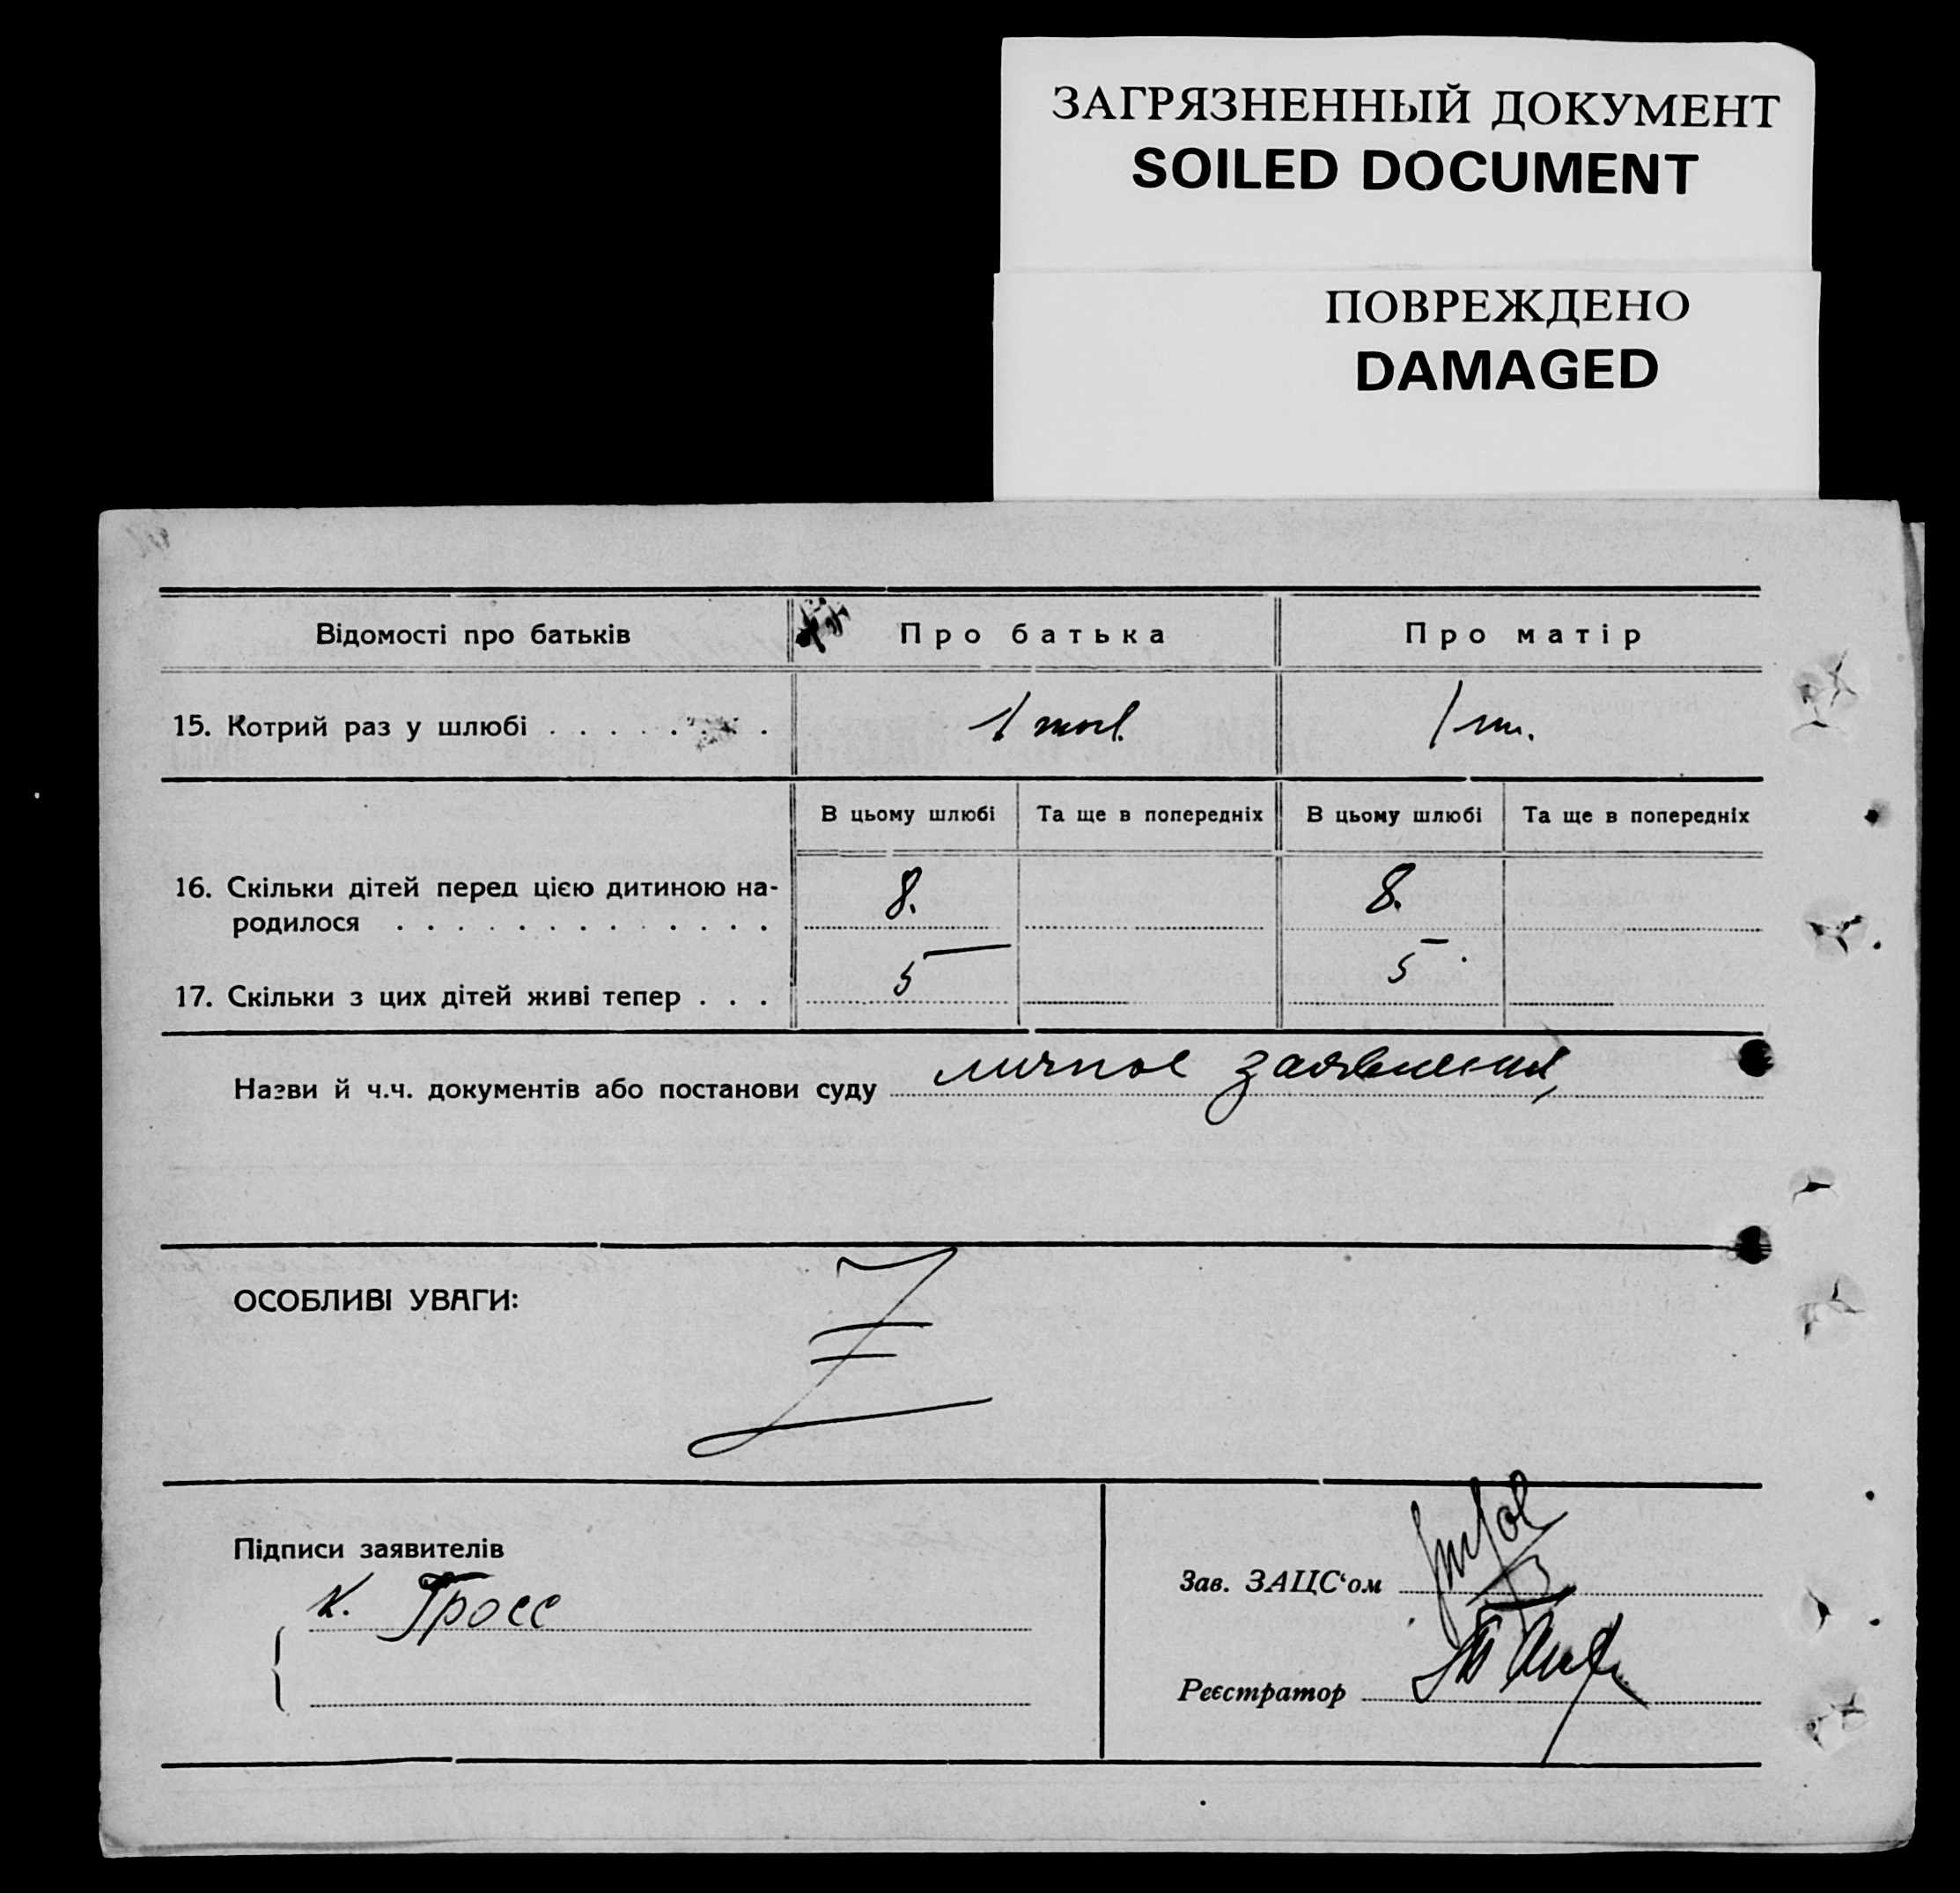 ЗАГРЯЗНЕННЫЙ ДОКУМЕНТ
SOILED DOCUMENT
ПОВРЕЖДЕНО
DAMAGED
Відомості про батьків Про батька Про матір
15. Котрий раз у шлюбі . . . . . . . . 1 1
В цьому шлюбі Та ще в попередніх В цьому шлюбі Та ще в попередніх
16. Скільки дітей перед цією дитиною на-
родилося . . . . . . . . . . . . . 8. 8.
17. Скільки з цих дітей живі тепер . . . 5 5
Назви й ч.ч. документів або постанови суду личное заявление
ОСОБЛИВІ УВАГИ:
Підписи заявителів
К. Гросс
Зав. ЗАЦС'ом
Реєстратор